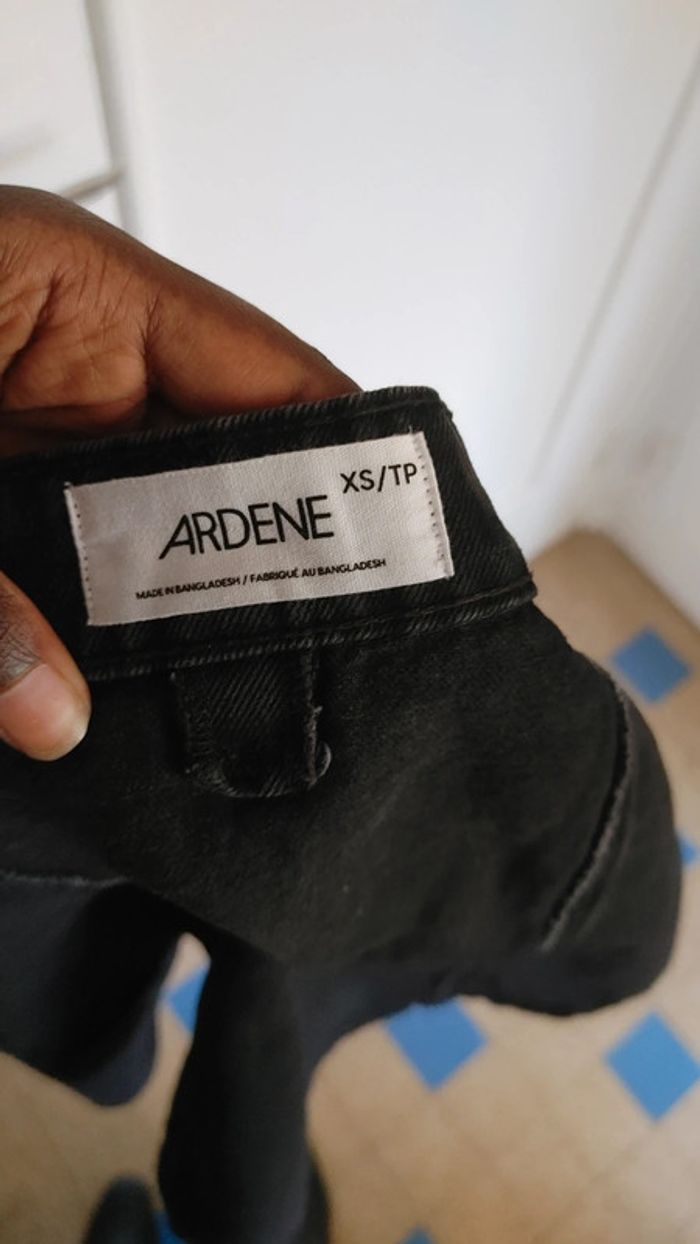 XS/TP
ARDENE
MADE IN BANGLADESH / FABRIQUÉ AU BANGLADESH